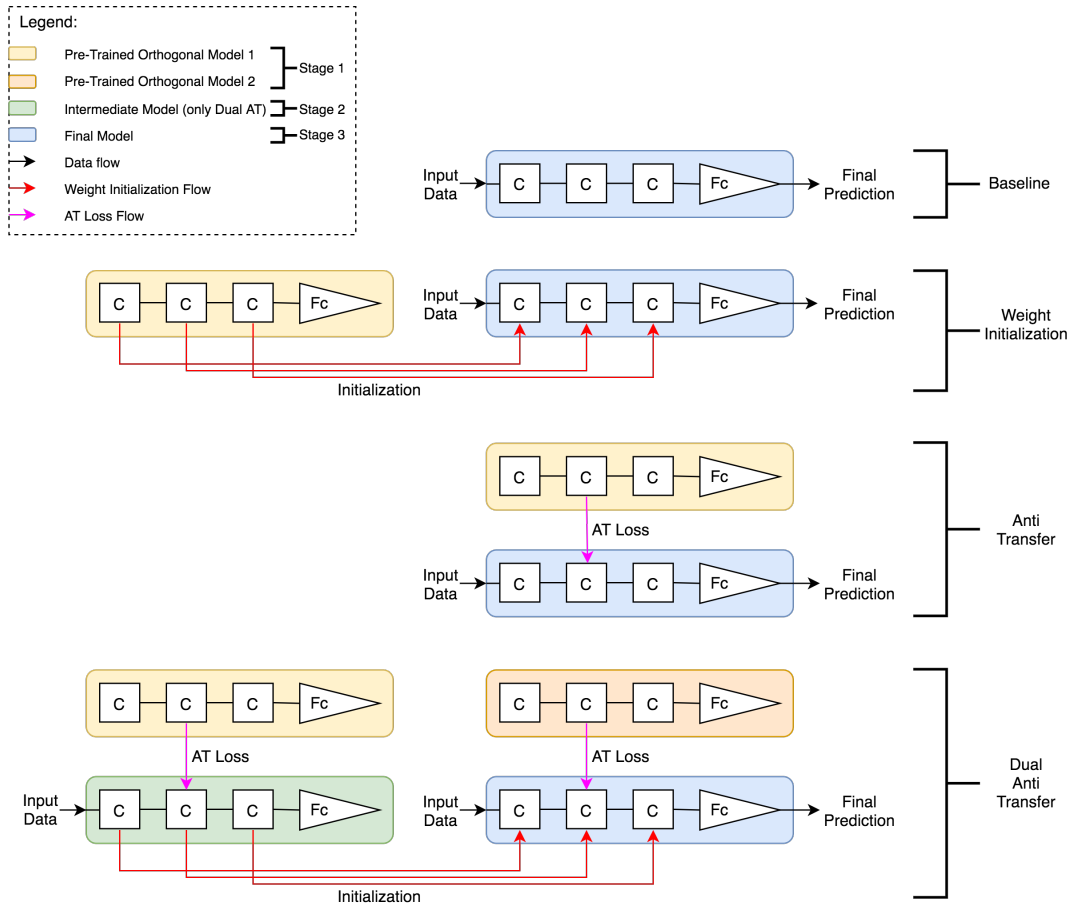 Legend:
Pre-Trained Orthogonal Model 1
Pre-Trained Orthogonal Model 2
Stage 1
Intermediate Model (only Dual AT)
Stage 2
Final Model
Stage 3
Data flow
Weight Initialization Flow
AT Loss Flow
Input
Data
C
C
C
Fc
Final
Prediction
Baseline
C
C
C
Fc
Input
Data
C
C
C
Fc
Final
Prediction
Weight
Initialization
Initialization
C
C
C
Fc
AT Loss
Input
Data
C
C
C
Fc
Final
Prediction
Anti
Transfer
C
C
C
Fc
AT Loss
Input
Data
C
C
C
Fc
C
C
C
Fc
AT Loss
Input
Data
C
C
C
Fc
Final
Prediction
Initialization
Dual
Anti
Transfer